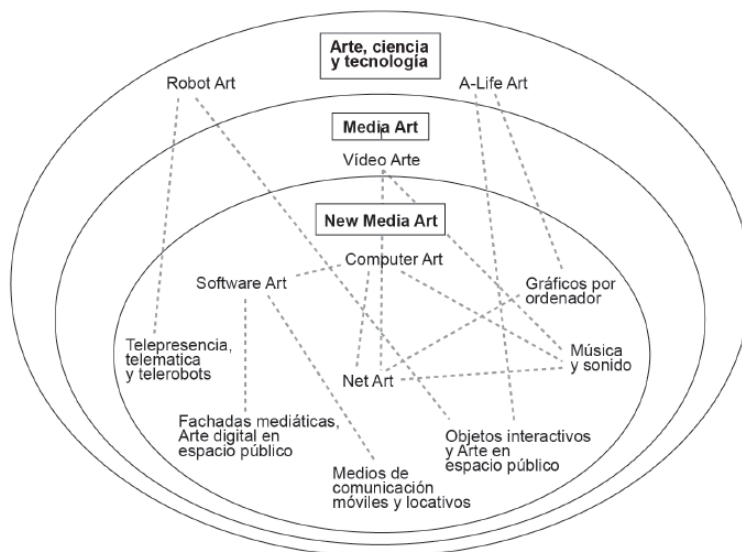 Arte, ciencia
y tecnología
Robot Art
A-Life Art
Media Art
Vídeo Arte
New Media Art
Computer Art
Software Art
Gráficos por
ordenador
Telepresencia,
telematica
y telerobots
Música
y sonido
Net Art
Fachadas mediáticas,
Arte digital en
espacio público
Objetos interactivos
y Arte en
espacio público
Medios de
comunicación
móviles y locativos